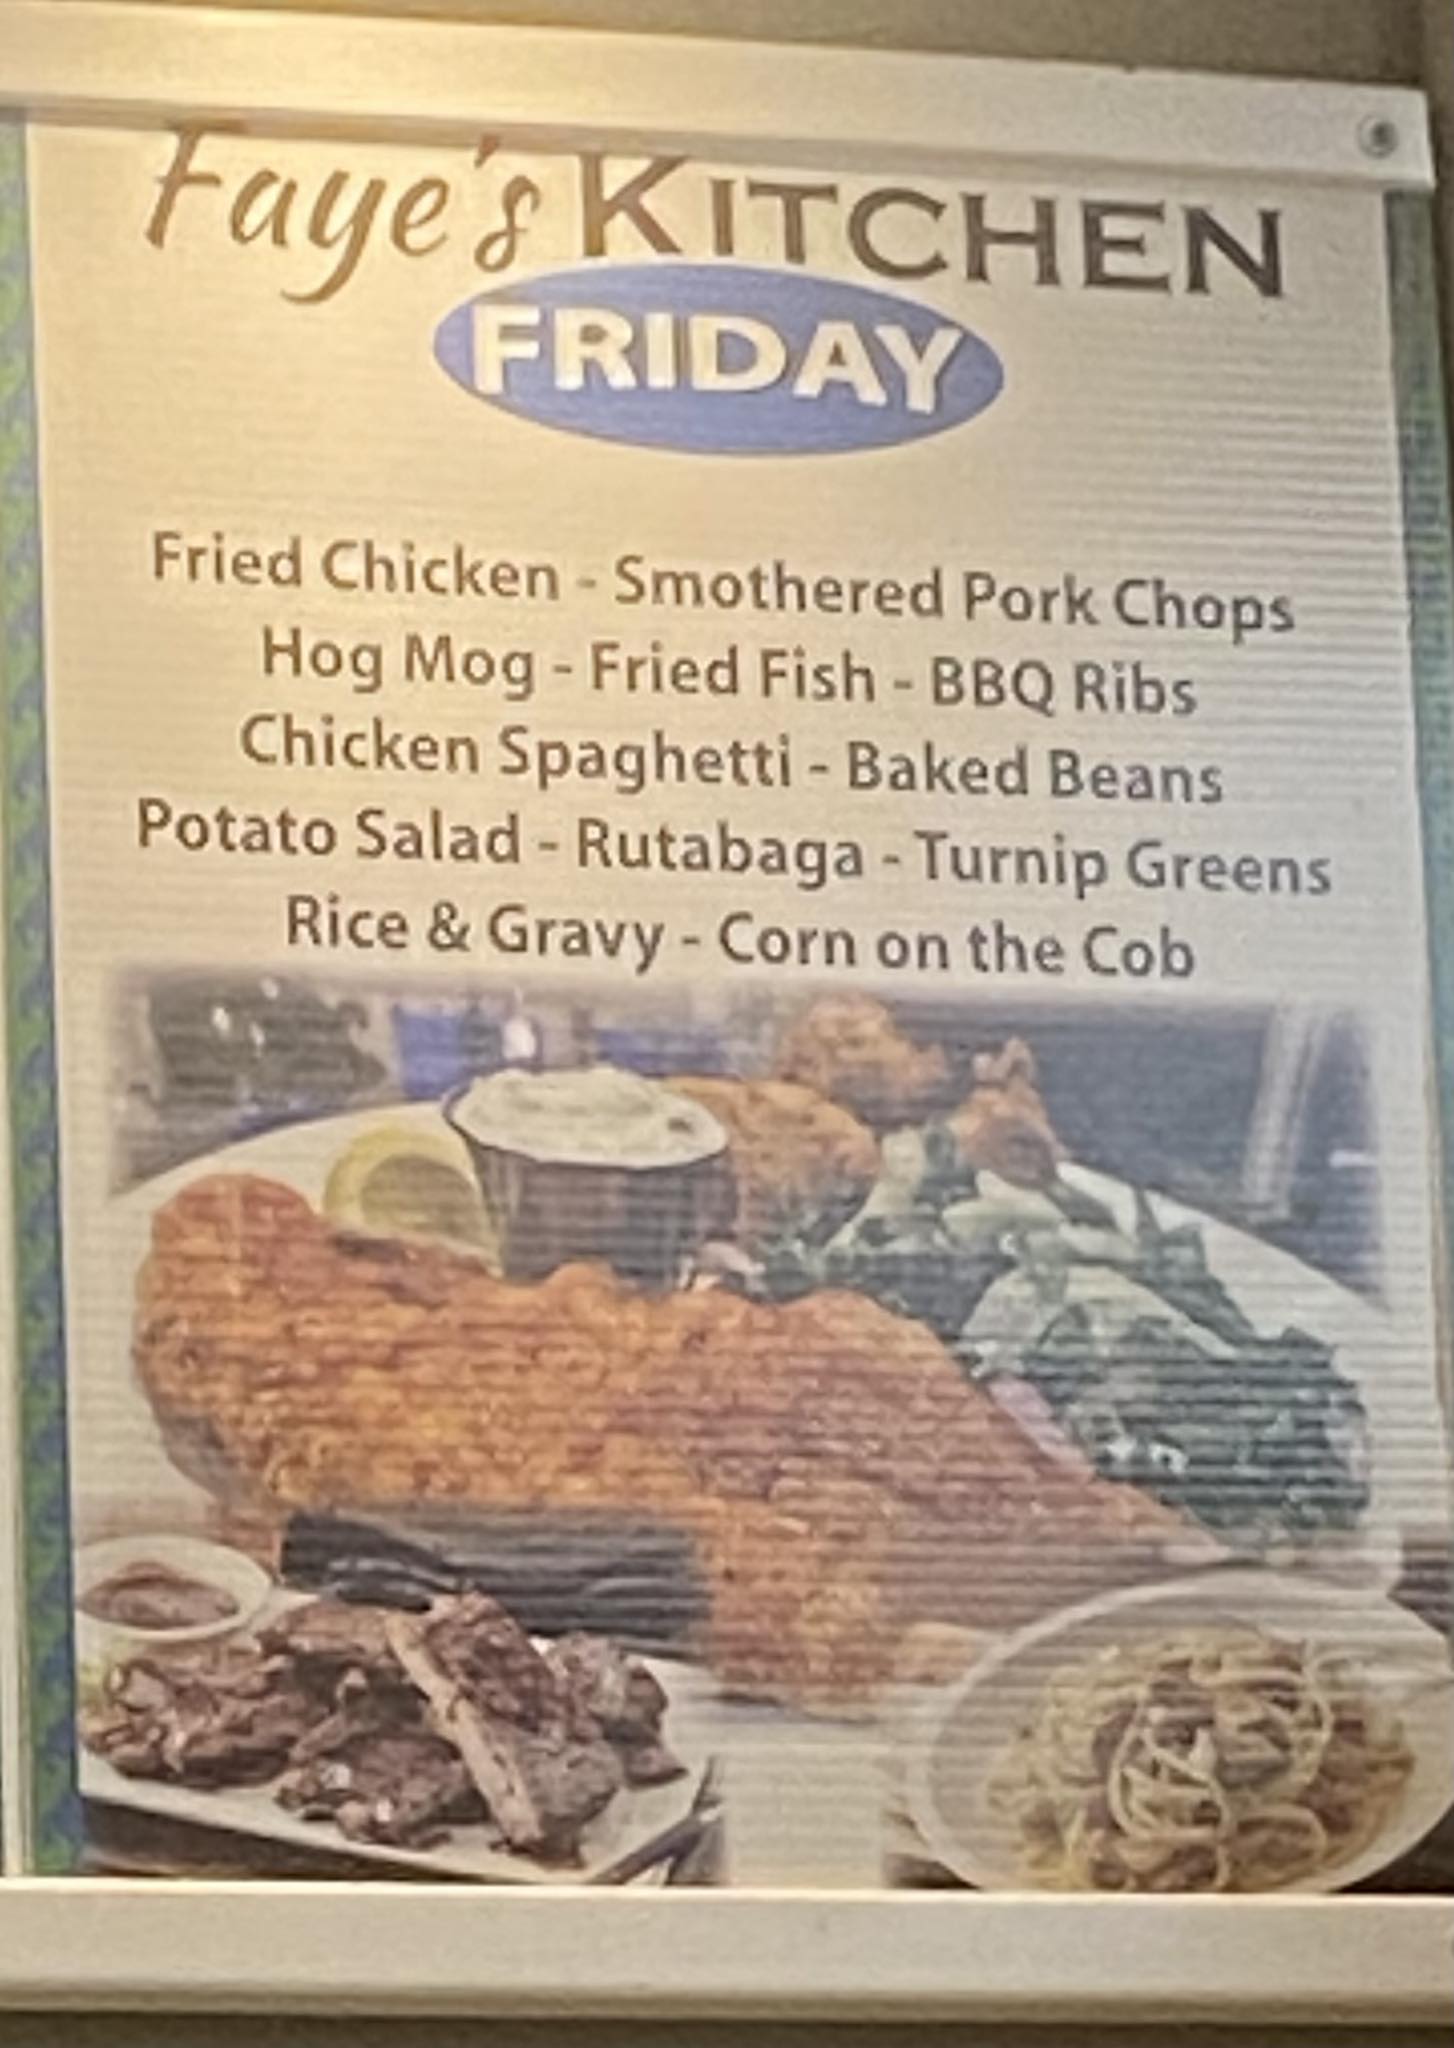 Faye's KITCHEN
FRIDAY
Fried Chicken - Smothered Pork Chops
Hog Mog - Fried Fish - BBQ Ribs
Chicken Spaghetti - Baked Beans
Potato Salad - Rutabaga - Turnip Greens
Rice & Gravy - Corn on the Cob